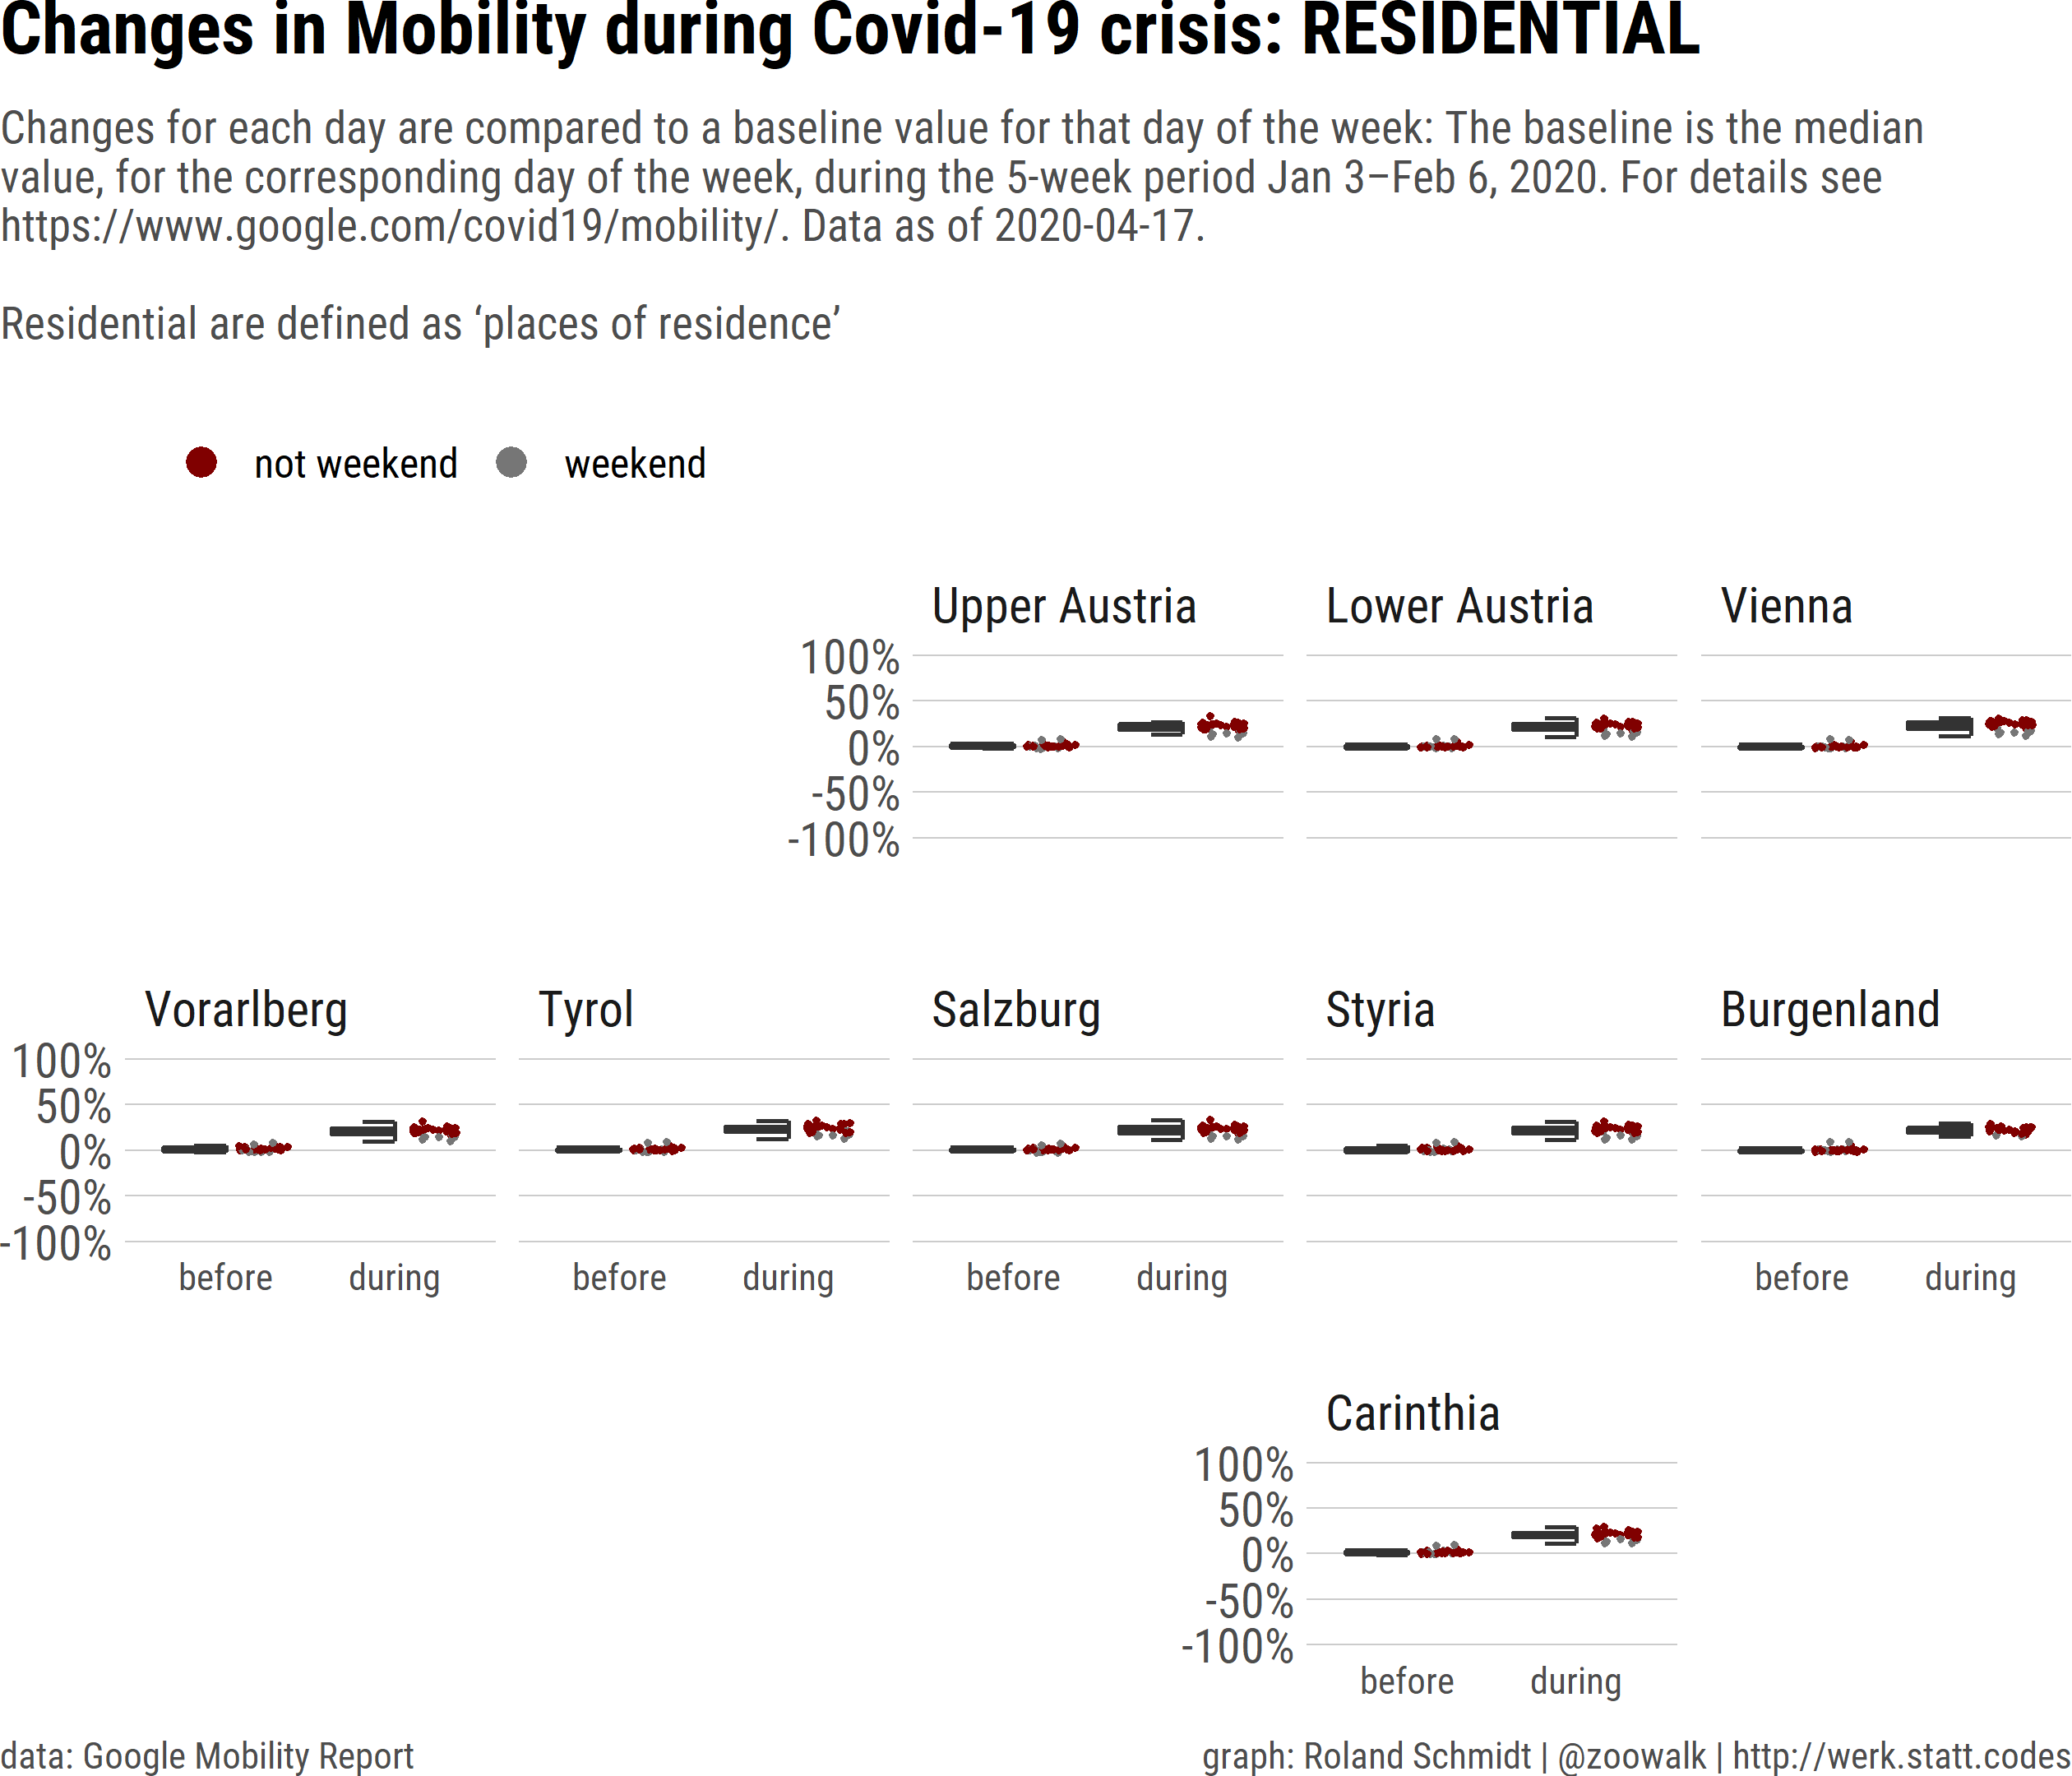 Changes in Mobility during Covid-19 crisis: RESIDENTIAL
Changes for each day are compared to a baseline value for that day of the week: The baseline is the median
value, for the corresponding day of the week, during the 5-week period Jan 3–Feb 6, 2020. For details see
https://www.google.com/covid19/mobility/. Data as of 2020-04-17.
Residential are defined as ‘places of residence’
not weekend weekend
Upper Austria Lower Austria Vienna
100%
50%
0%
-50%
-100%
Vorarlberg Tyrol Salzburg Styria Burgenland
100%
50%
0%
-50%
-100%
before during before during before during before during
Carinthia
100%
50%
0%
-50%
-100%
before during
data: Google Mobility Report graph: Roland Schmidt | @zoowalk | http://werk.statt.codes